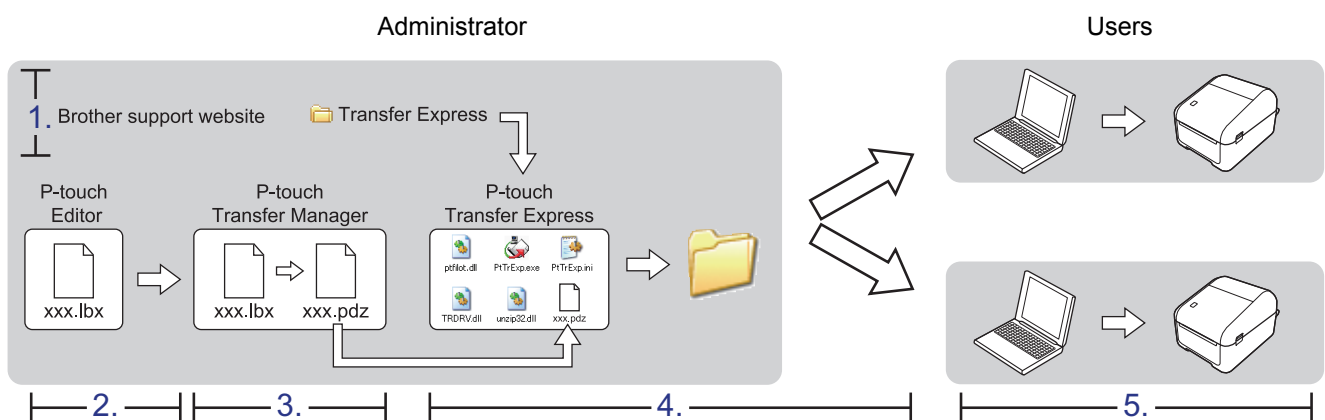 Administrator
Users
1. Brother support website
Transfer Express
P-touch
Editor
xxx.lbx
P-touch
Transfer Manager
xxx.lbx
xxx.pdz
P-touch
Transfer Express
ptfilot.dll
PtTrExp.exe
PtTrExp.ini
TRDRV.dll
unzip32.dll
xxx.pdz
2.
3.
4.
5.